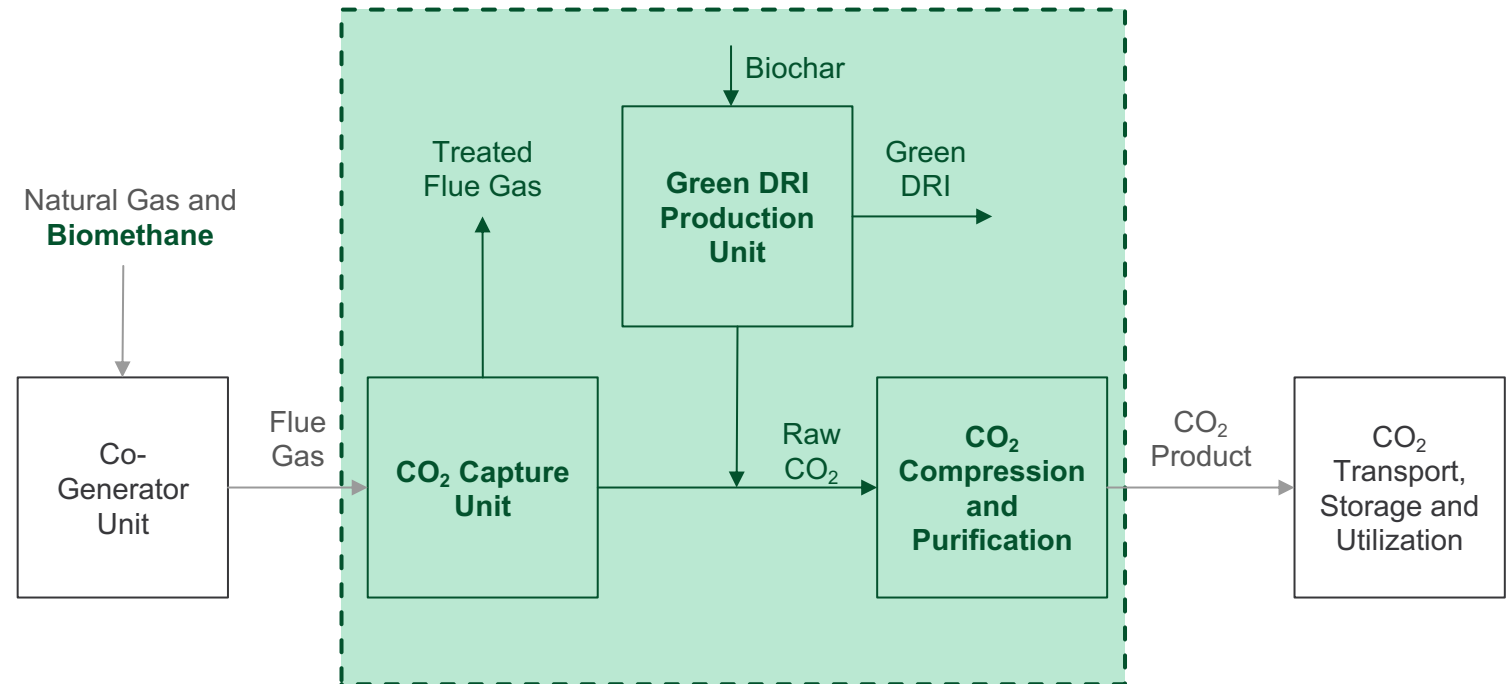 Biochar
Treated
Flue Gas
Green DRI
Production
Unit
Green
DRI
Natural Gas and
Biomethane
Co-
Generator
Unit
Flue
Gas
CO₂ Capture
Unit
Raw
CO₂
CO₂
Compression
and
Purification
CO₂
Product
CO₂
Transport,
Storage and
Utilization